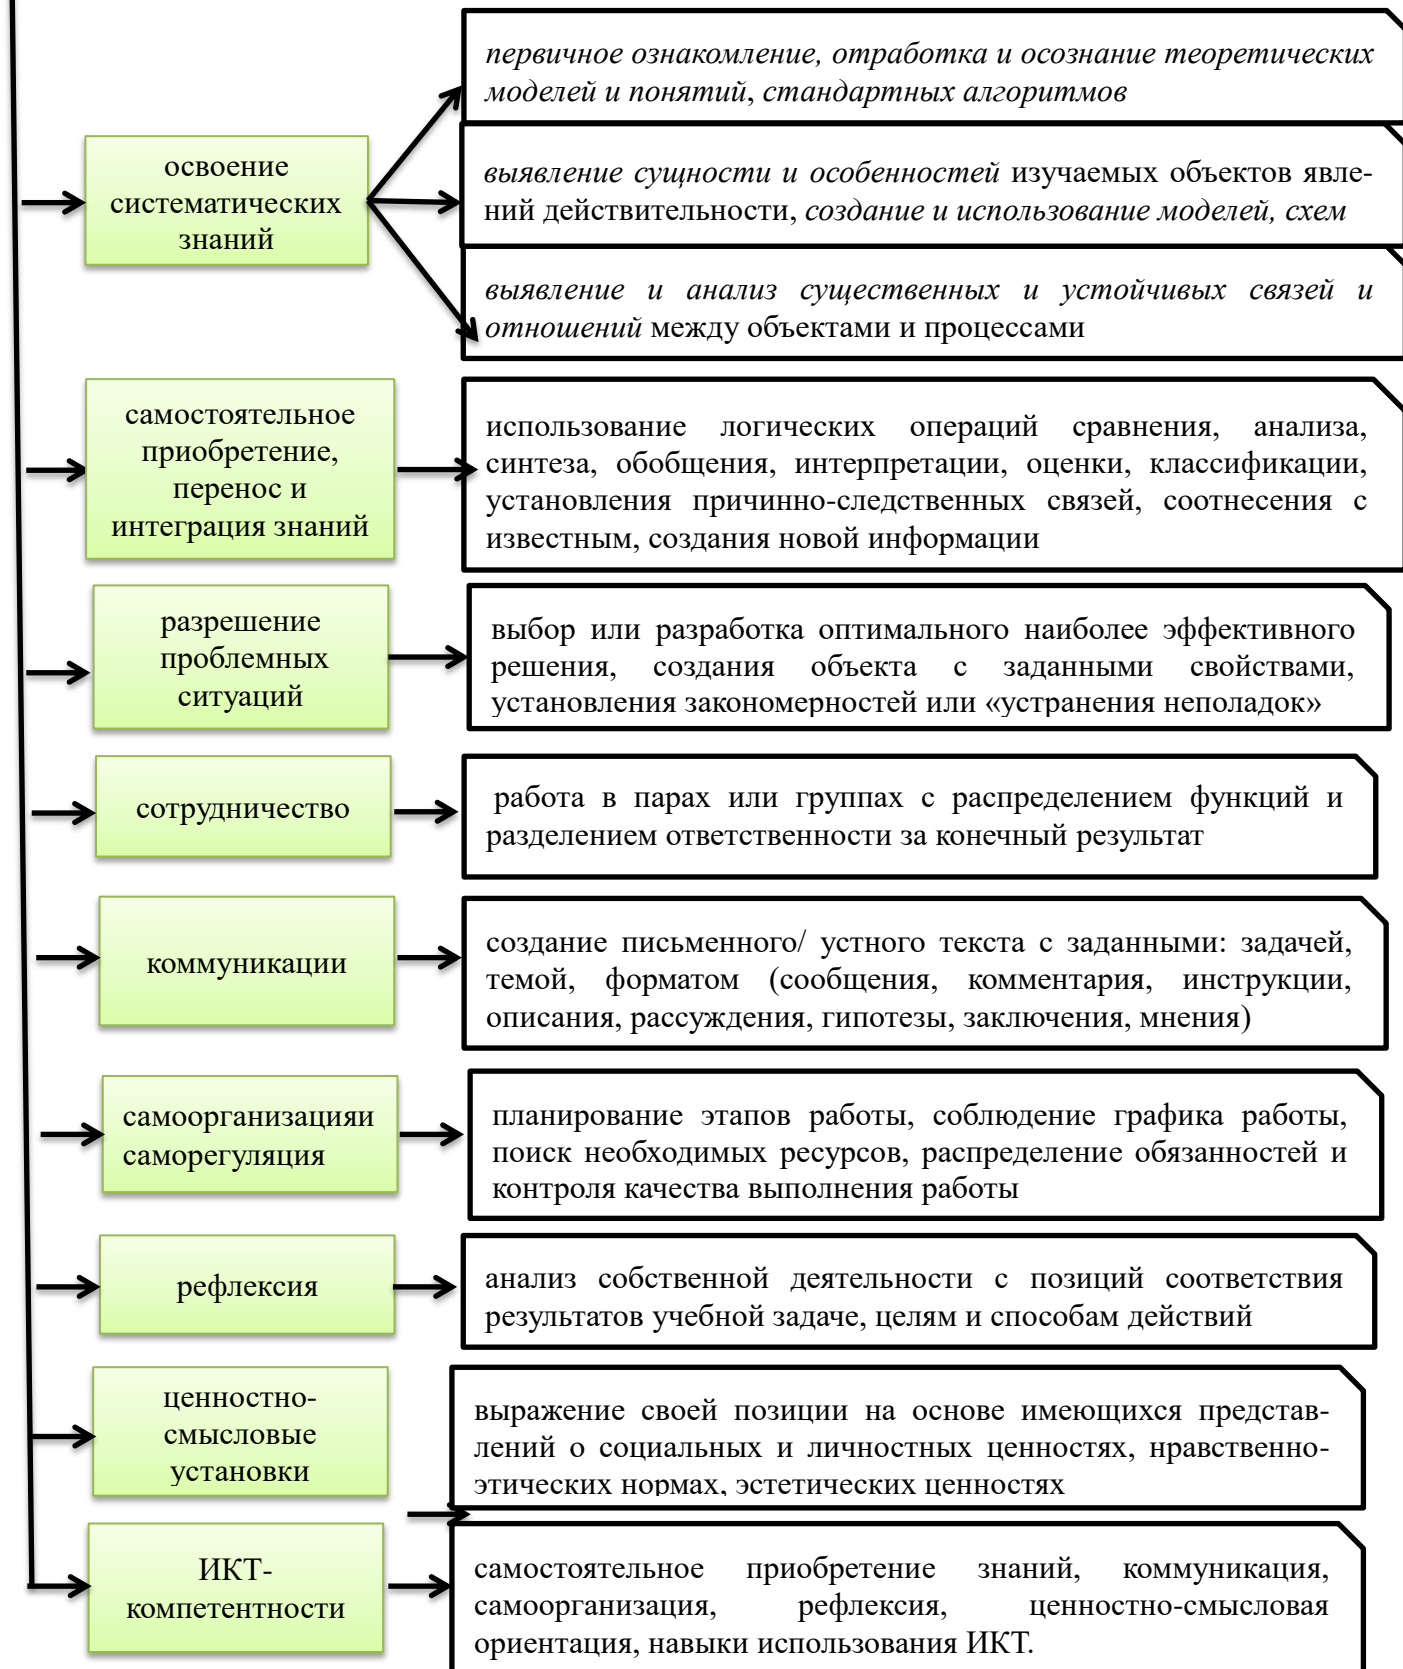 первичное ознакомление, отработка и осознание теоретических
моделей и понятий, стандартных алгоритмов
освоение
систематических
знаний
выявление сущности и особенностей изучаемых объектов явле-
ний действительности, создание и использование моделей, схем
выявление и анализ существенных и устойчивых связей и
отношений между объектами и процессами
самостоятельное
приобретение,
перенос и
интеграция знаний
использование логических операций сравнения, анализа,
синтеза, обобщения, интерпретации, оценки, классификации,
установления причинно-следственных связей, соотнесения с
известным, создания новой информации
разрешение
проблемных
ситуаций
выбор или разработка оптимального наиболее эффективного
решения, создания объекта с заданными свойствами,
установления закономерностей или «устранения неполадок»
сотрудничество
работа в парах или группах с распределением функций и
разделением ответственности за конечный результат
коммуникации
создание письменного/ устного текста с заданными: задачей,
темой, форматом (сообщения, комментария, инструкции,
описания, рассуждения, гипотезы, заключения, мнения)
самоорганизацияи
саморегуляция
планирование этапов работы, соблюдение графика работы,
поиск необходимых ресурсов, распределение обязанностей и
контроля качества выполнения работы
рефлексия
анализ собственной деятельности с позиций соответствия
результатов учебной задаче, целям и способам действий
ценностно-
смысловые
установки
выражение своей позиции на основе имеющихся представ-
лений о социальных и личностных ценностях, нравственно-
этических нормах, эстетических ценностях
ИКТ-
компетентности
самостоятельное приобретение знаний, коммуникация,
самоорганизация, рефлексия, ценностно-смысловая
ориентация, навыки использования ИКТ.